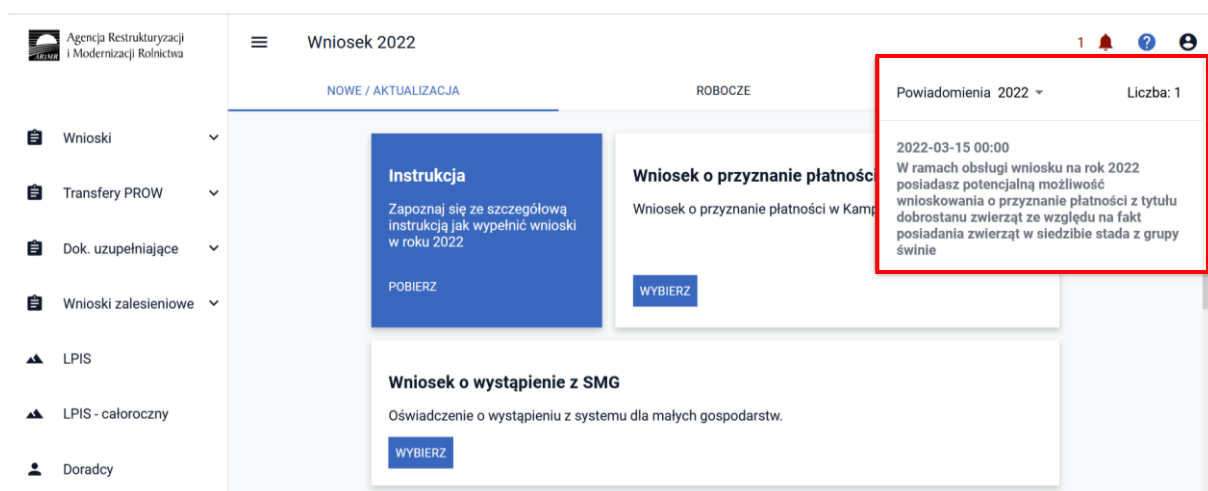 Agencja Restrukturyzacji
i Modernizacji Rolnictwa
ARiMR
Wniosek 2022
1
NOWE / AKTUALIZACJA
ROBOCZE
Powiadomienia 2022
Liczba: 1
2022-03-15 00:00
W ramach obsługi wniosku na rok 2022
posiadasz potencjalną możliwość
wnioskowania o przyznanie płatności z tytułu
dobrostanu zwierząt ze względu na fakt
posiadania zwierząt w siedzibie stada z grupy
świnie
Wnioski
Transfery PROW
Dok. uzupełniające
Wnioski zalesieniowe
LPIS
LPIS - całoroczny
Doradcy
Instrukcja
Zapoznaj się ze szczegółową
instrukcją jak wypełnić wnioski
w roku 2022
POBIERZ
Wniosek o przyznanie płatności
Wniosek o przyznanie płatności w Kamp
WYBIERZ
Wniosek o wystąpienie z SMG
Oświadczenie o wystąpieniu z systemu dla małych gospodarstw.
WYBIERZ